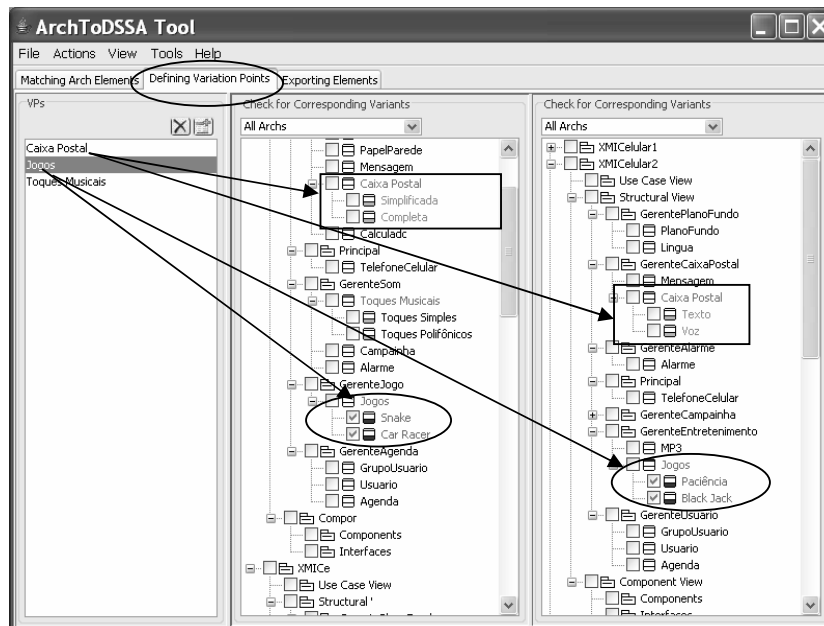 ArchToDSSA Tool
File Actions View Tools Help
Matching Arch Elements Defining Variation Points Exporting Elements
VPs
Caixa Postal
Jogos
Toques Musicais
Check for Corresponding Variants
All Archs
PapelParede
Mensagem
Caixa Postal
Simplificada
Completa
Calculadc
Principal
TelefoneCelular
GerenteSom
Toques Musicais
Toques Simples
Toques Polifônicos
Campainha
Alarme
GerenteJogo
Jogos
Snake
Car Racer
GerenteAgenda
GrupoUsuario
Usuario
Agenda
Compor
Components
Interfaces
XMICe
Use Case View
Structural '
Check for Corresponding Variants
All Archs
XMICelular1
XMICelular2
Use Case View
Structural View
GerentePlanoFundo
PlanoFundo
Lingua
GerenteCaixaPostal
Mensagem
Caixa Postal
Texto
Voz
GerenteAlarme
Alarme
Principal
TelefoneCelular
GerenteCampainha
GerenteEntretenimento
MP3
Jogos
Paciência
Black Jack
GerenteUsuario
GrupoUsuario
Usuario
Agenda
Component View
Components
Interfaces